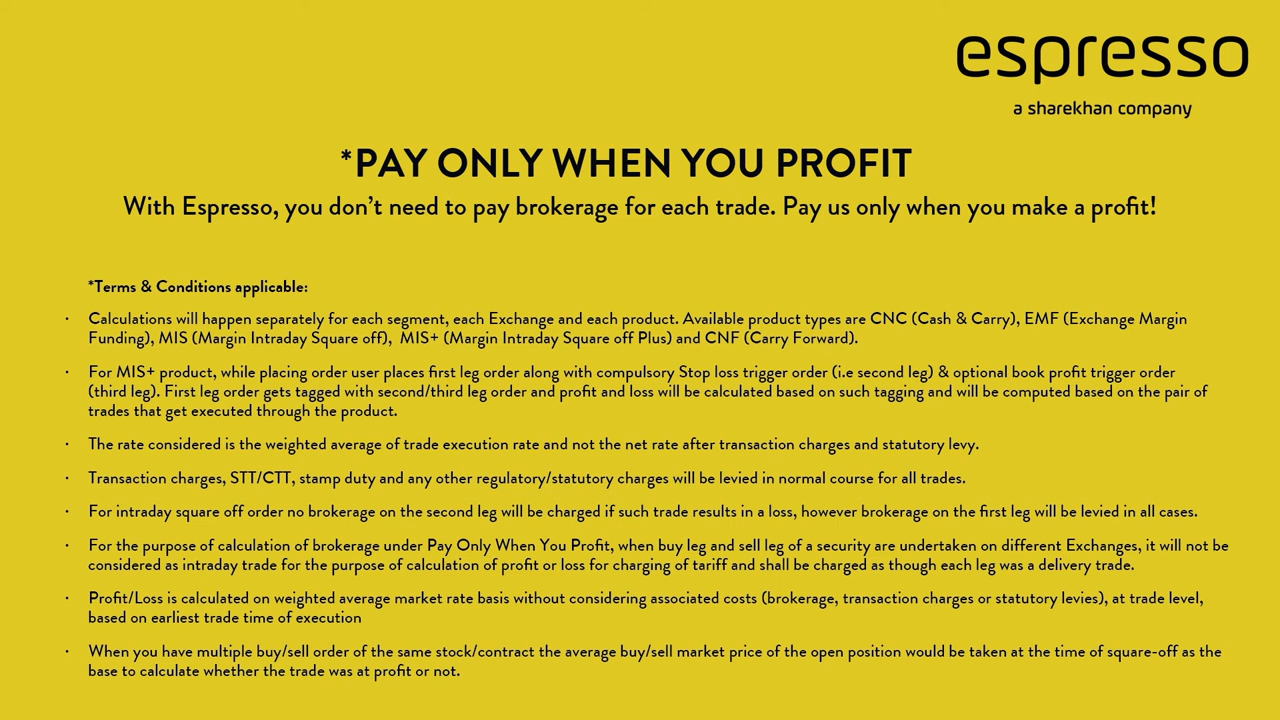 espresso
a sharekhan company
*PAY ONLY WHEN YOU PROFIT
With Espresso, you don't need to pay brokerage for each trade. Pay us only when you make a profit!
*Terms & Conditions applicable:
· Calculations will happen separately for each segment, each Exchange and each product. Available product types are CNC (Cash & Carry), EMF (Exchange Margin
Funding), MIS (Margin Intraday Square off), MIS+ (Margin Intraday Square off Plus) and CNF (Carry Forward).
· For MIS+ product, while placing order user places first leg order along with compulsory Stop loss trigger order (i.e second leg) & optional book profit trigger order
(third leg). First leg order gets tagged with second/third leg order and profit and loss will be calculated based on such tagging and will be computed based on the pair of
trades that get executed through the product.
· The rate considered is the weighted average of trade execution rate and not the net rate after transaction charges and statutory levy.
· Transaction charges, STT/CTT, stamp duty and any other regulatory/statutory charges will be levied in normal course for all trades.
· For intraday square off order no brokerage on the second leg will be charged if such trade results in a loss, however brokerage on the first leg will be levied in all cases.
· For the purpose of calculation of brokerage under Pay Only When You Profit, when buy leg and sell leg of a security are undertaken on different Exchanges, it will not be
considered as intraday trade for the purpose of calculation of profit or loss for charging of tariff and shall be charged as though each leg was a delivery trade.
· Profit/Loss is calculated on weighted average market rate basis without considering associated costs (brokerage, transaction charges or statutory levies), at trade level,
based on earliest trade time of execution
· When you have multiple buy/sell order of the same stock/contract the average buy/sell market price of the open position would be taken at the time of square-off as the
base to calculate whether the trade was at profit or not.